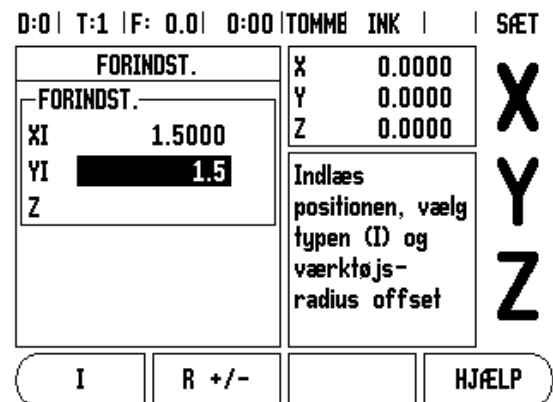 D:0 | T:1 | F: 0.0 | 0:00 | TOMME INK | | SÆT
FORINDST.
FORINDST.
XI 1.5000
YI 1.5
Z
X 0.0000
Y 0.0000
Z 0.0000
Indlæs
positionen, vælg
typen (I) og
værktøjs-
radius offset
X
Y
Z
I R +/- HJÆLP